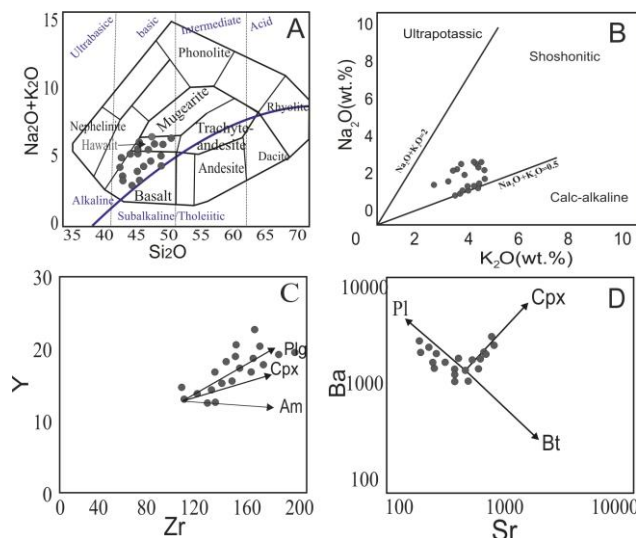 A
Ultrabasice
basic
Intermediate
Acid
15
10
5
0
Na2O+K2O
Phonolite
Mugearite
Nephelinite
Hawait
Trachyte-
andesite
Rhyolite
Dacite
Andesite
Basalt
Alkaline
Subalkaline
Tholeiitic
35 45 50 55 60 65 70
Si2O
B
Ultrapotassic
Shoshonitic
Calc-alkaline
Na2O+K2O=2
Na2O+K2O=0.5
10
8
6
4
2
0
Na2O(wt.%)
0 2 4 6 8 10
K2O(wt.%)
C
30
20
10
0
Y
Plg
Cpx
Am
0 40 80 120 160 200
Zr
D
10000
1000
100
Ba
Pl
Cpx
Bt
100 1000 10000
Sr